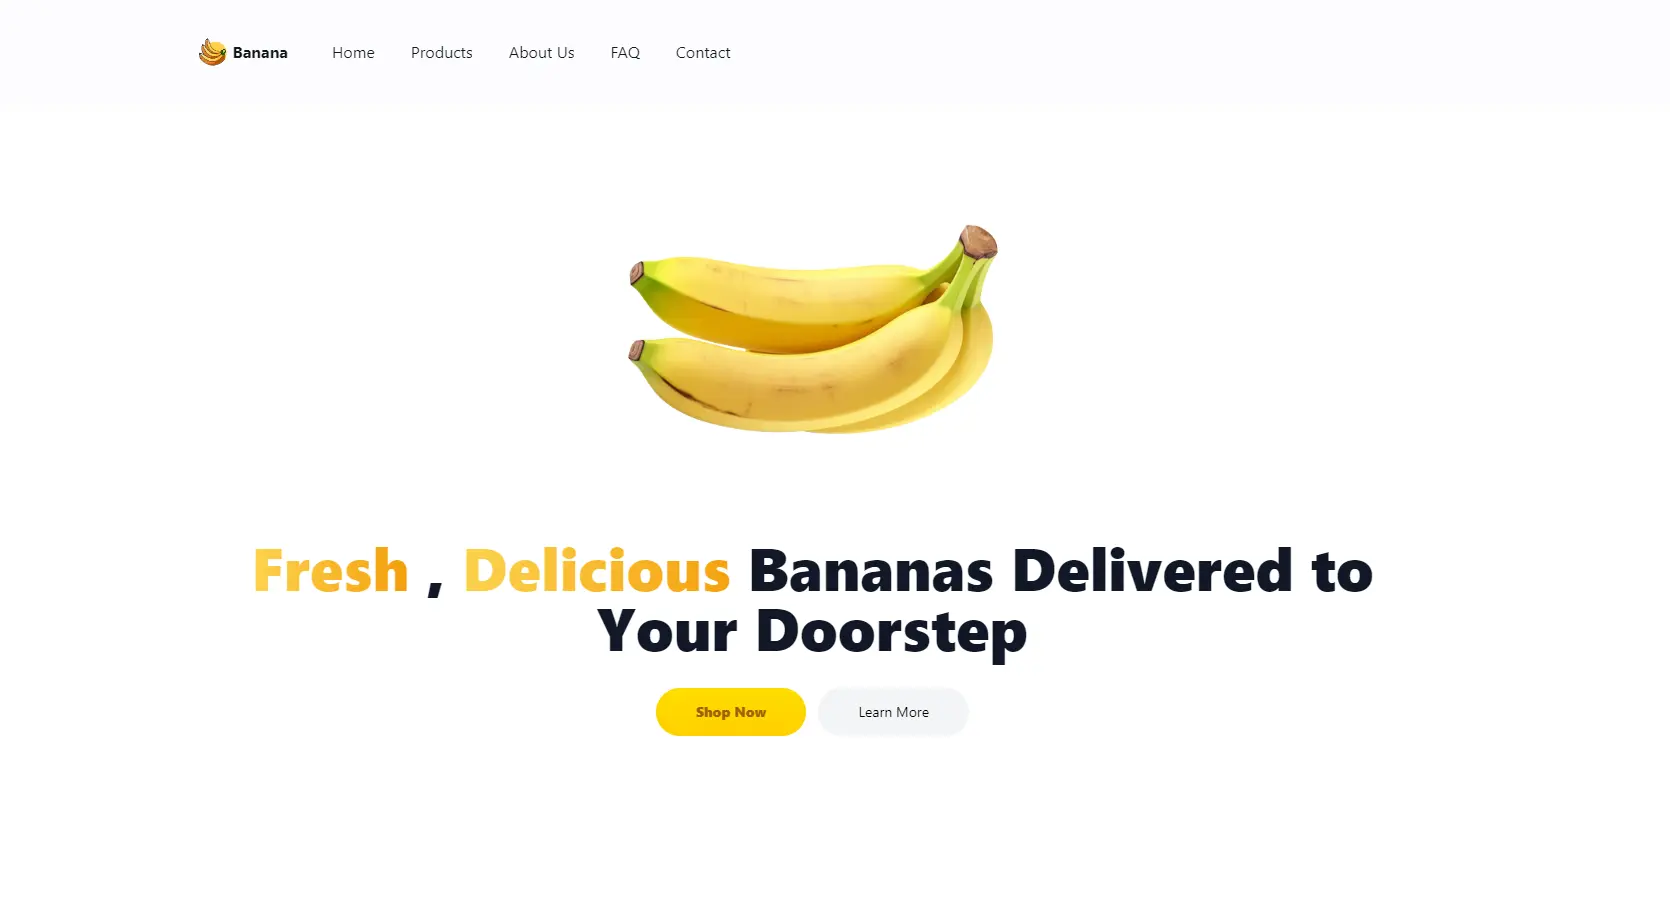 Banana Home Products About Us FAQ Contact
Fresh , Delicious Bananas Delivered to
Your Doorstep
Shop Now Learn More